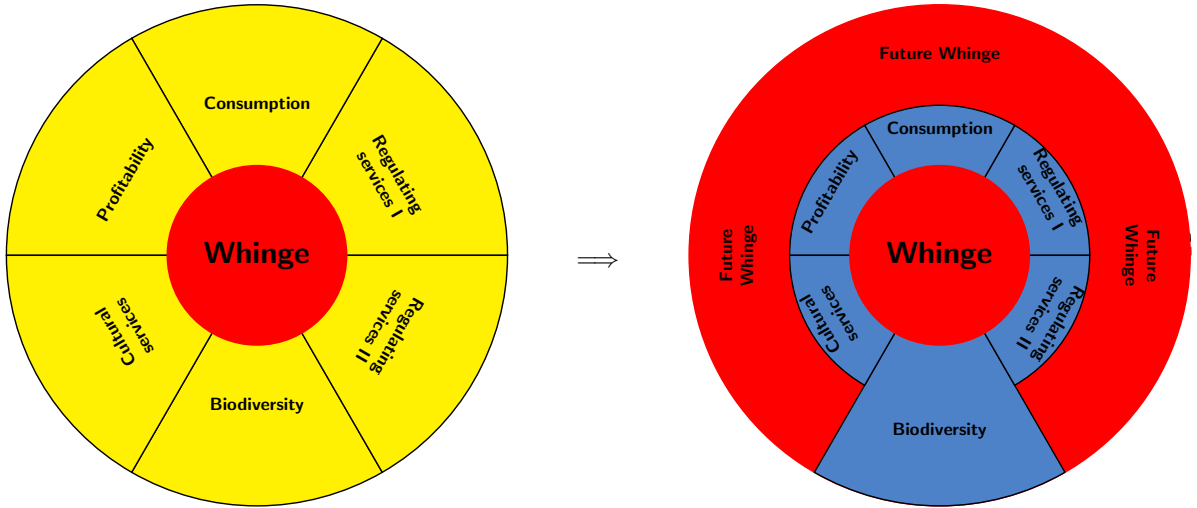 Consumption
Profitability
Regulating
services I
Whinge
Cultural
services
Regulating
services II
Biodiversity
⟹
Future Whinge
Consumption
Profitability
Regulating
services I
Future
Whinge
Whinge
Future
Whinge
Cultural
services
Regulating
services II
Biodiversity